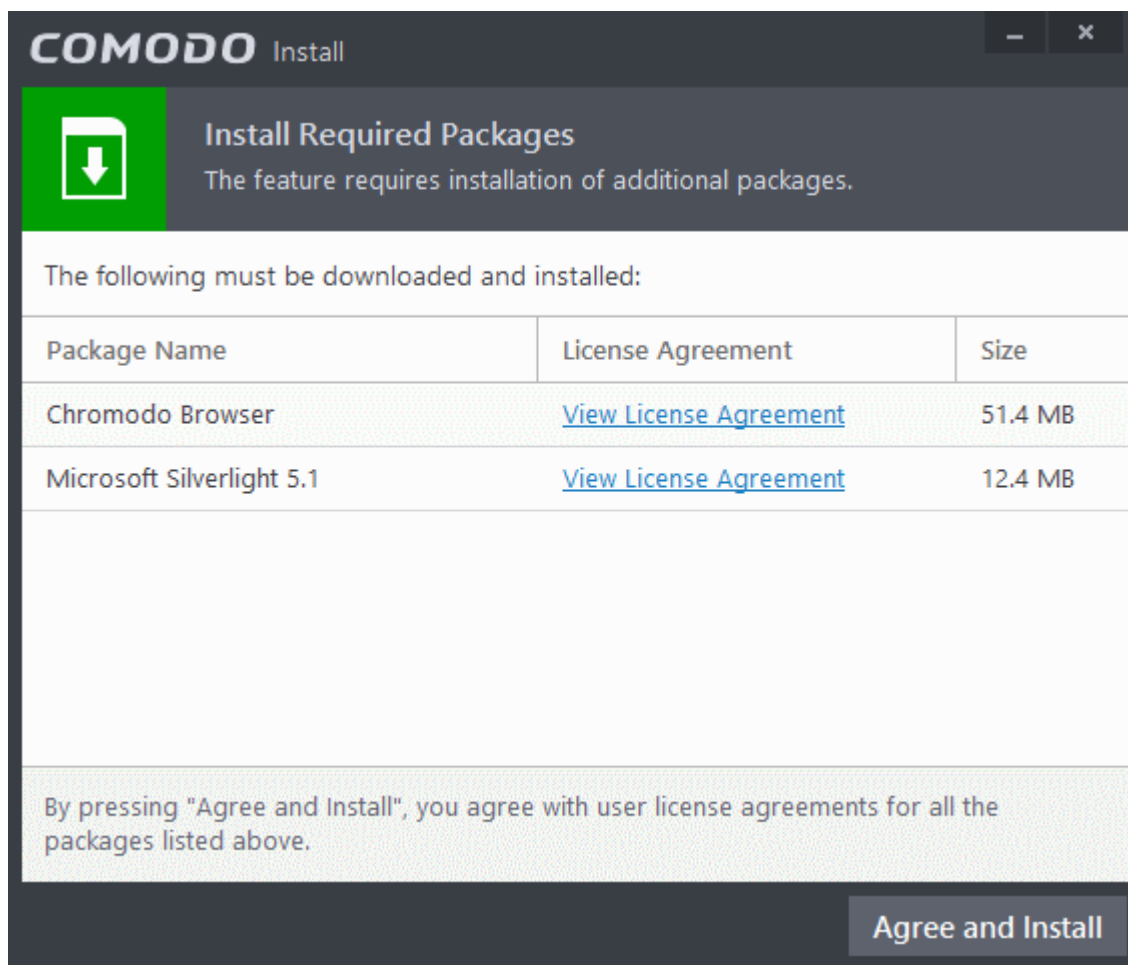 COMODO Install
Install Required Packages
The feature requires installation of additional packages.
The following must be downloaded and installed:
Package Name License Agreement Size
Chromodo Browser View License Agreement 51.4 MB
Microsoft Silverlight 5.1 View License Agreement 12.4 MB
By pressing "Agree and Install", you agree with user license agreements for all the
packages listed above.
Agree and Install